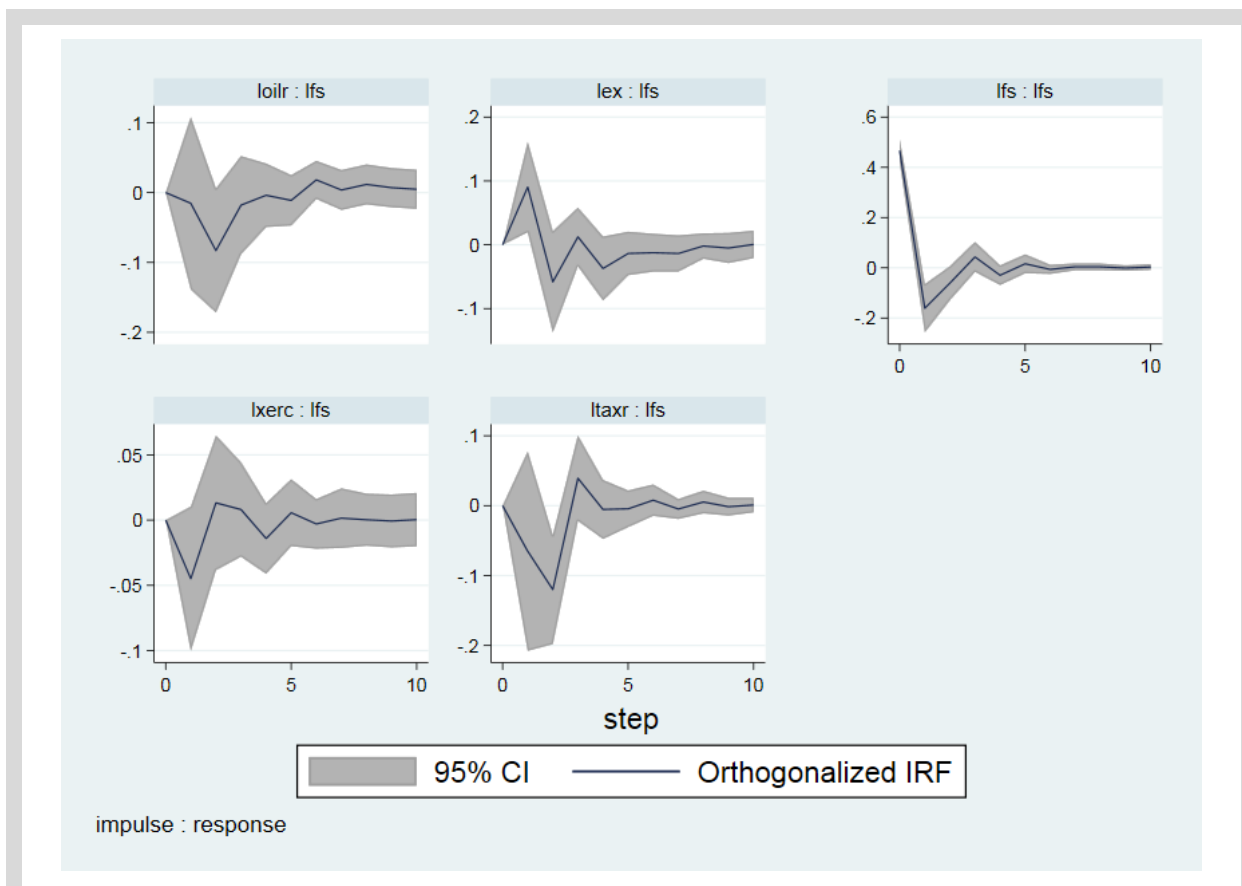 loilr : lfs
.1
0
-.1
-.2
lex : lfs
.2
.1
0
-.1
lfs : lfs
.6
.4
.2
0
-.2
0 5 10
lxerc : lfs
.05
0
-.05
-.1
0 5 10
ltaxr : lfs
.1
0
-.1
-.2
0 5 10
step
95% CI Orthogonalized IRF
impulse : response